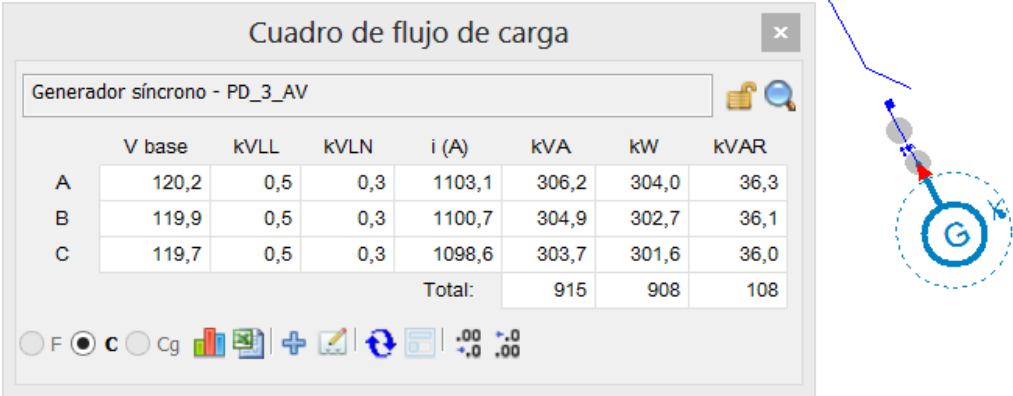 Cuadro de flujo de carga
Generador síncrono - PD_3_AV
V base kVLL kVLN i (A) kVA kW kVAR
A 120,2 0,5 0,3 1103,1 306,2 304,0 36,3
B 119,9 0,5 0,3 1100,7 304,9 302,7 36,1
C 119,7 0,5 0,3 1098,6 303,7 301,6 36,0
Total: 915 908 108
F C Cg .00 .0 .0 .00
G